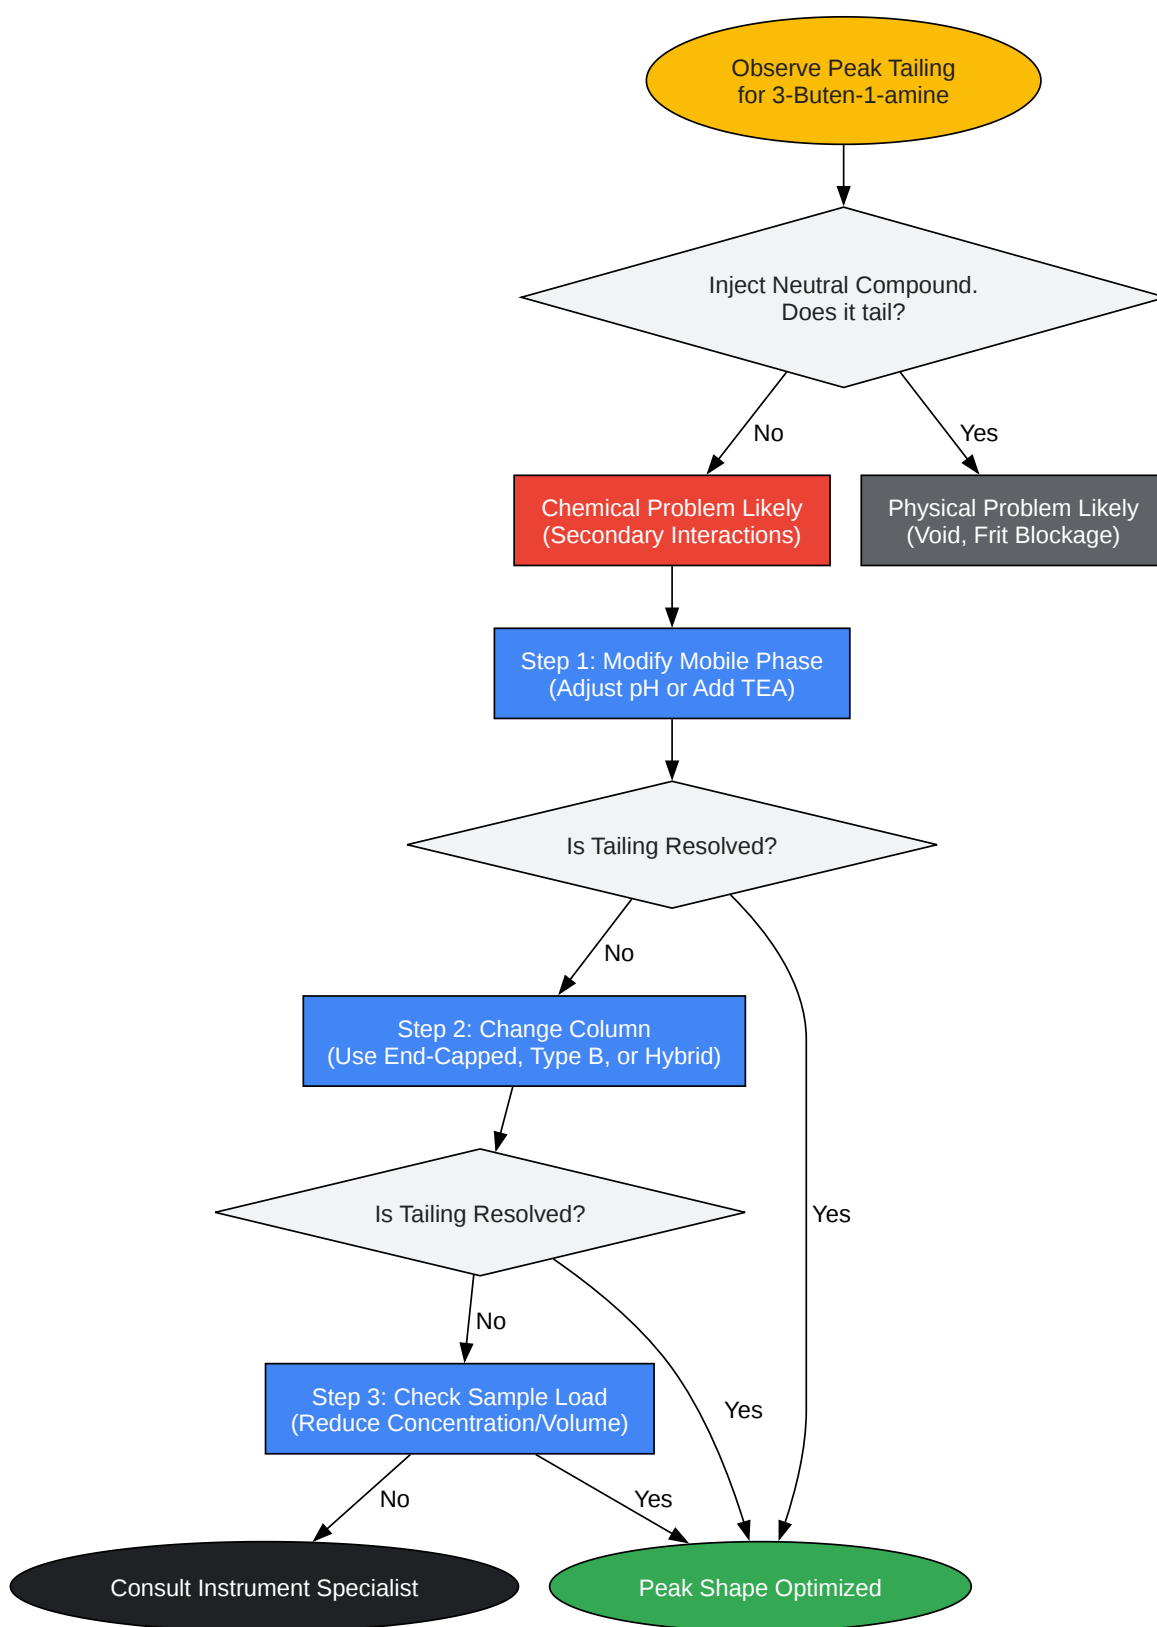 Observe Peak Tailing
for 3-Buten-1-amine
Inject Neutral Compound.
Does it tail?
No
Yes
Chemical Problem Likely
(Secondary Interactions)
Physical Problem Likely
(Void, Frit Blockage)
Step 1: Modify Mobile Phase
(Adjust pH or Add TEA)
Is Tailing Resolved?
No
Step 2: Change Column
(Use End-Capped, Type B, or Hybrid)
Is Tailing Resolved?
Yes
No
Step 3: Check Sample Load
(Reduce Concentration/Volume)
Yes
No
Yes
Consult Instrument Specialist
Peak Shape Optimized